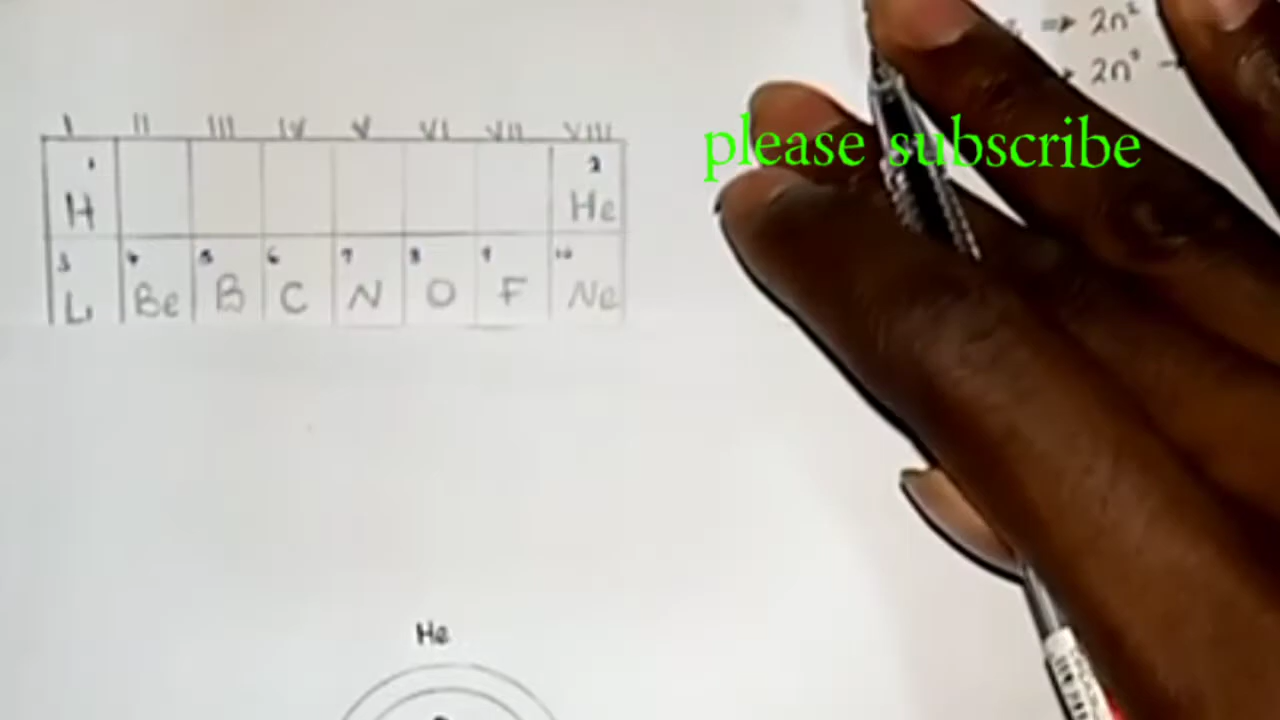 ⇒ 2n²
2n²
please subscribe
I II III IV V VI VII VIII
1 2
H He
3 4 5 6 7 8 9 10
Li Be B C N O F Ne
He